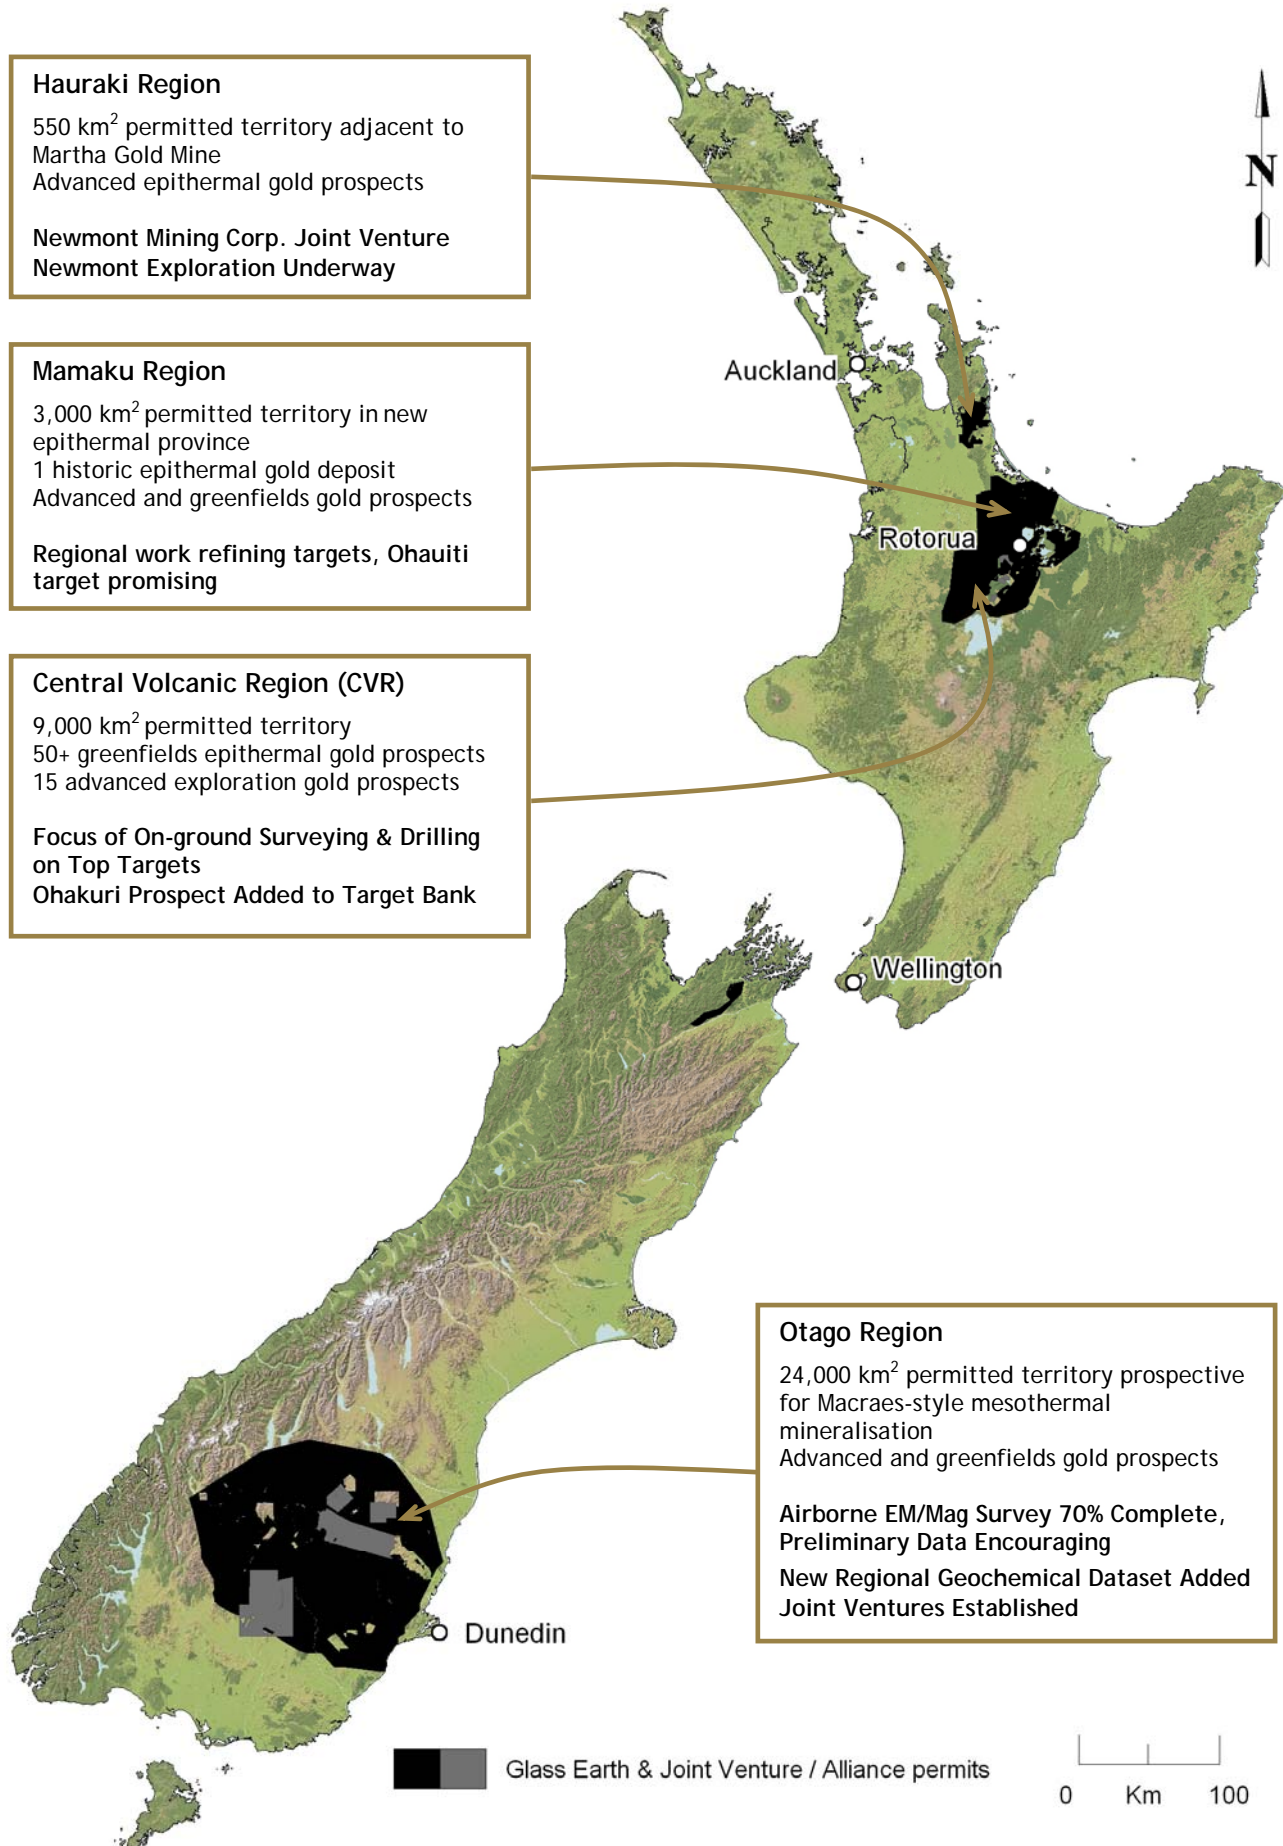 Hauraki Region
550 km² permitted territory adjacent to
Martha Gold Mine
Advanced epithermal gold prospects
Newmont Mining Corp. Joint Venture
Newmont Exploration Underway
N
Mamaku Region
3,000 km² permitted territory in new
epithermal province
1 historic epithermal gold deposit
Advanced and greenfields gold prospects
Regional work refining targets, Ohauiti
target promising
Auckland
Rotorua
Central Volcanic Region (CVR)
9,000 km² permitted territory
50+ greenfields epithermal gold prospects
15 advanced exploration gold prospects
Focus of On-ground Surveying & Drilling
on Top Targets
Ohakuri Prospect Added to Target Bank
Wellington
Otago Region
24,000 km² permitted territory prospective
for Macraes-style mesothermal
mineralisation
Advanced and greenfields gold prospects
Airborne EM/Mag Survey 70% Complete,
Preliminary Data Encouraging
New Regional Geochemical Dataset Added
Joint Ventures Established
Dunedin
Glass Earth & Joint Venture / Alliance permits
0 Km 100